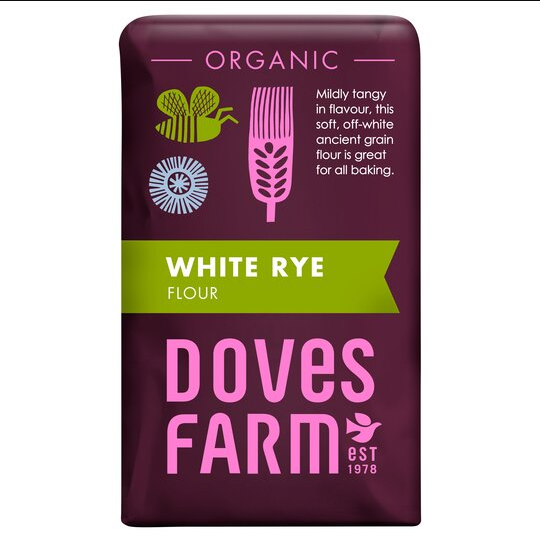 ORGANIC
Mildly tangy
in flavour, this
soft, off-white
ancient grain
flour is great
for all baking.
WHITE RYE
FLOUR
DOVES
FARM
EST
1978